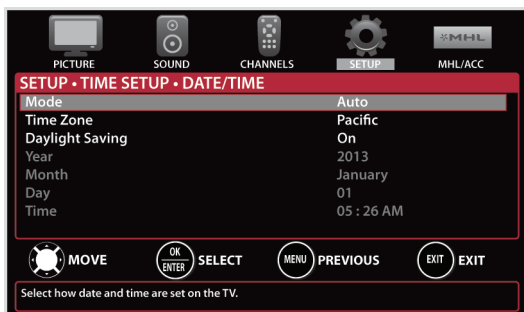 MHL
PICTURE SOUND CHANNELS SETUP MHL/ACC
SETUP • TIME SETUP • DATE/TIME
Mode Auto
Time Zone Pacific
Daylight Saving On
Year 2013
Month January
Day 01
Time 05 : 26 AM
MOVE OK ENTER SELECT MENU PREVIOUS EXIT EXIT
Select how date and time are set on the TV.